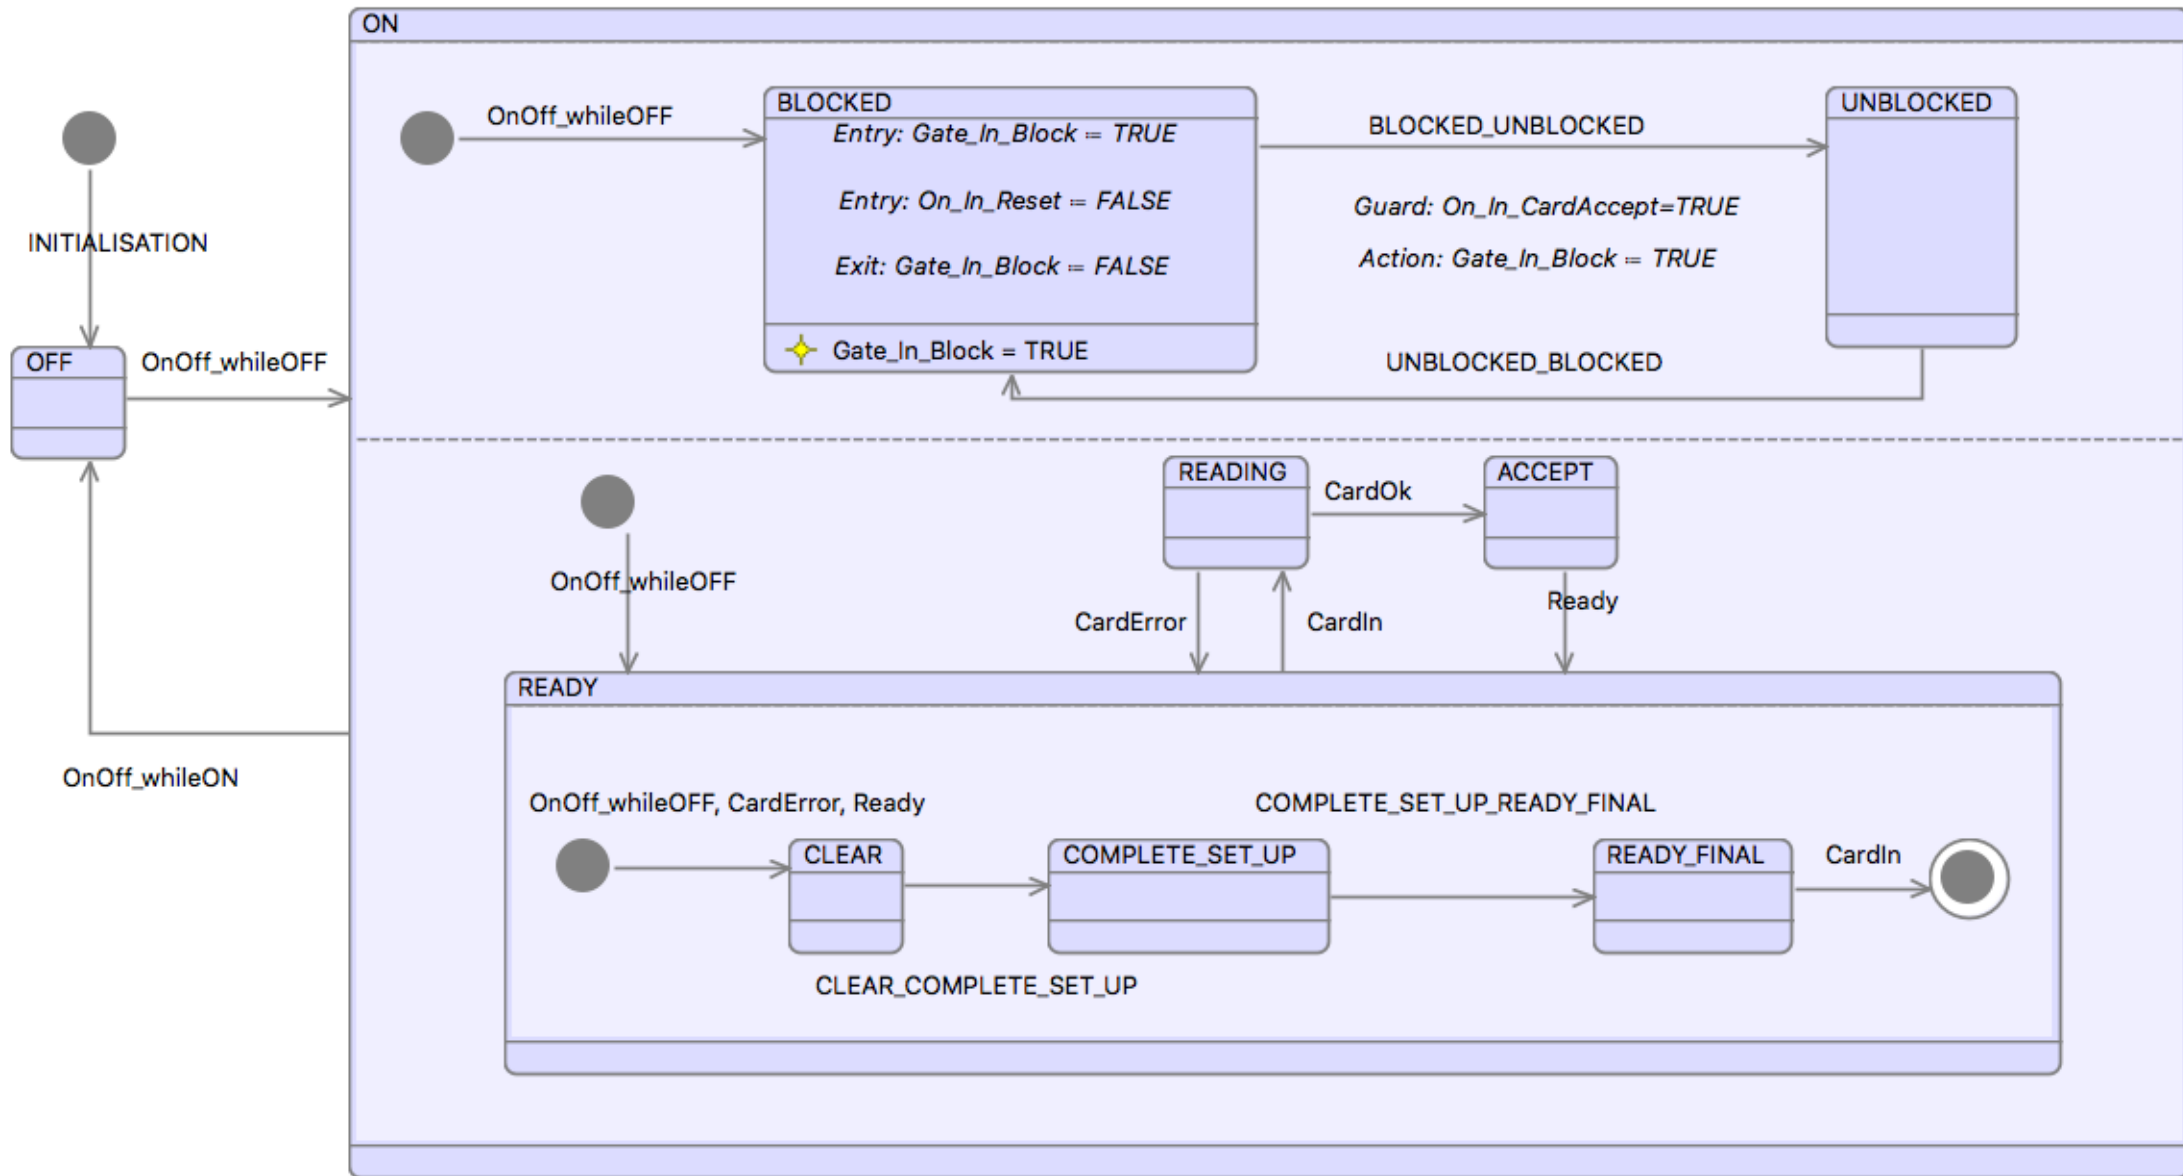 ON
OnOff_whileOFF
BLOCKED
Entry: Gate_In_Block ≔ TRUE
Entry: On_In_Reset ≔ FALSE
Exit: Gate_In_Block ≔ FALSE
Gate_In_Block = TRUE
BLOCKED_UNBLOCKED
Guard: On_In_CardAccept=TRUE
Action: Gate_In_Block ≔ TRUE
UNBLOCKED
UNBLOCKED_BLOCKED
INITIALISATION
OFF
OnOff_whileOFF
OnOff_whileON
OnOff_whileOFF
READING
CardOk
ACCEPT
CardError
CardIn
Ready
READY
OnOff_whileOFF, CardError, Ready
COMPLETE_SET_UP_READY_FINAL
CLEAR
COMPLETE_SET_UP
READY_FINAL
CardIn
CLEAR_COMPLETE_SET_UP